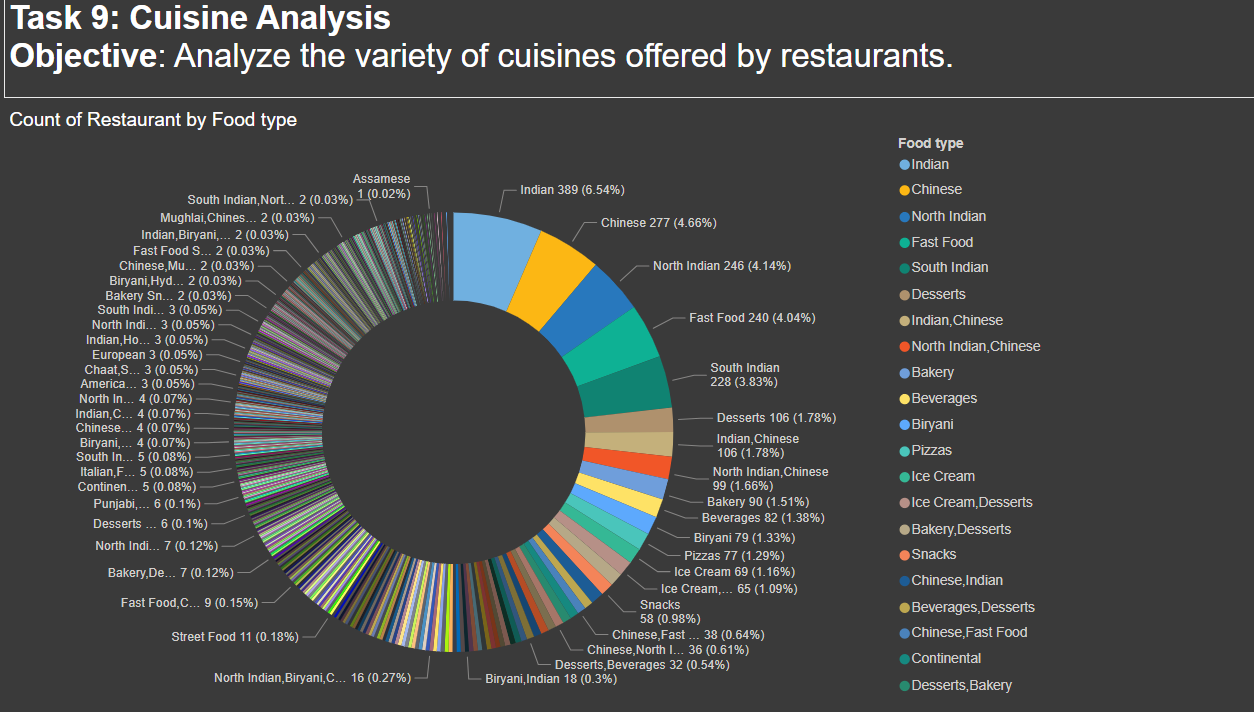 Task 9: Cuisine Analysis
Objective: Analyze the variety of cuisines offered by restaurants.
Count of Restaurant by Food type
Indian 389 (6.54%)
Chinese 277 (4.66%)
North Indian 246 (4.14%)
Fast Food 240 (4.04%)
South Indian
228 (3.83%)
Desserts 106 (1.78%)
Indian,Chinese
106 (1.78%)
North Indian,Chinese
99 (1.66%)
Bakery 90 (1.51%)
Beverages 82 (1.38%)
Biryani 79 (1.33%)
Pizzas 77 (1.29%)
Ice Cream 69 (1.16%)
Ice Cream,... 65 (1.09%)
Snacks
58 (0.98%)
Chinese,Fast ... 38 (0.64%)
Chinese,North I... 36 (0.61%)
Desserts,Beverages 32 (0.54%)
Biryani,Indian 18 (0.3%)
North Indian,Biryani,C... 16 (0.27%)
Street Food 11 (0.18%)
Fast Food,C... 9 (0.15%)
Bakery,De... 7 (0.12%)
North Indi... 7 (0.12%)
Desserts ... 6 (0.1%)
Punjabi,... 6 (0.1%)
Continen... 5 (0.08%)
Italian,F... 5 (0.08%)
South In... 5 (0.08%)
Biryani,... 4 (0.07%)
Chinese... 4 (0.07%)
Indian,C... 4 (0.07%)
North In... 4 (0.07%)
America... 3 (0.05%)
Chaat,S... 3 (0.05%)
European 3 (0.05%)
Indian,Ho... 3 (0.05%)
North Indi... 3 (0.05%)
South Indi... 3 (0.05%)
Bakery Sn... 2 (0.03%)
Biryani,Hyd... 2 (0.03%)
Chinese,Mu... 2 (0.03%)
Fast Food S... 2 (0.03%)
Indian,Biryani,... 2 (0.03%)
Mughlai,Chines... 2 (0.03%)
South Indian,Nort... 2 (0.03%)
Assamese
1 (0.02%)
Food type
Indian
Chinese
North Indian
Fast Food
South Indian
Desserts
Indian,Chinese
North Indian,Chinese
Bakery
Beverages
Biryani
Pizzas
Ice Cream
Ice Cream,Desserts
Bakery,Desserts
Snacks
Chinese,Indian
Beverages,Desserts
Chinese,Fast Food
Continental
Desserts,Bakery